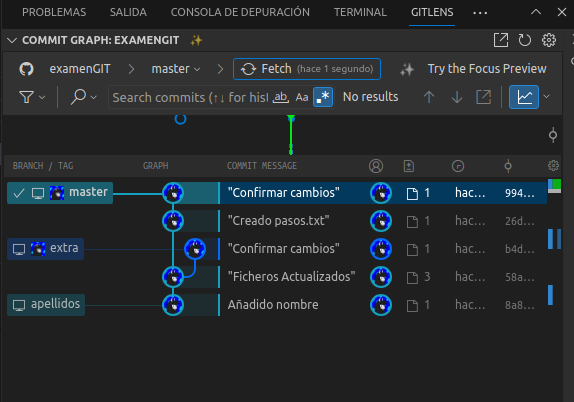 PROBLEMAS SALIDA CONSOLA DE DEPURACIÓN TERMINAL GITLENS
COMMIT GRAPH: EXAMENGIT
examenGIT master Fetch (hace 1 segundo) Try the Focus Preview
Search commits (↑↓ for his ab, Aa .* No results
BRANCH / TAG GRAPH COMMIT MESSAGE
master "Confirmar cambios" 1 hac... 994...
"Creado pasos.txt" 1 hac... 26d...
extra "Confirmar cambios" 1 hac... b4d...
"Ficheros Actualizados" 3 hac... 58a...
apellidos Añadido nombre 1 hac... 8a8...